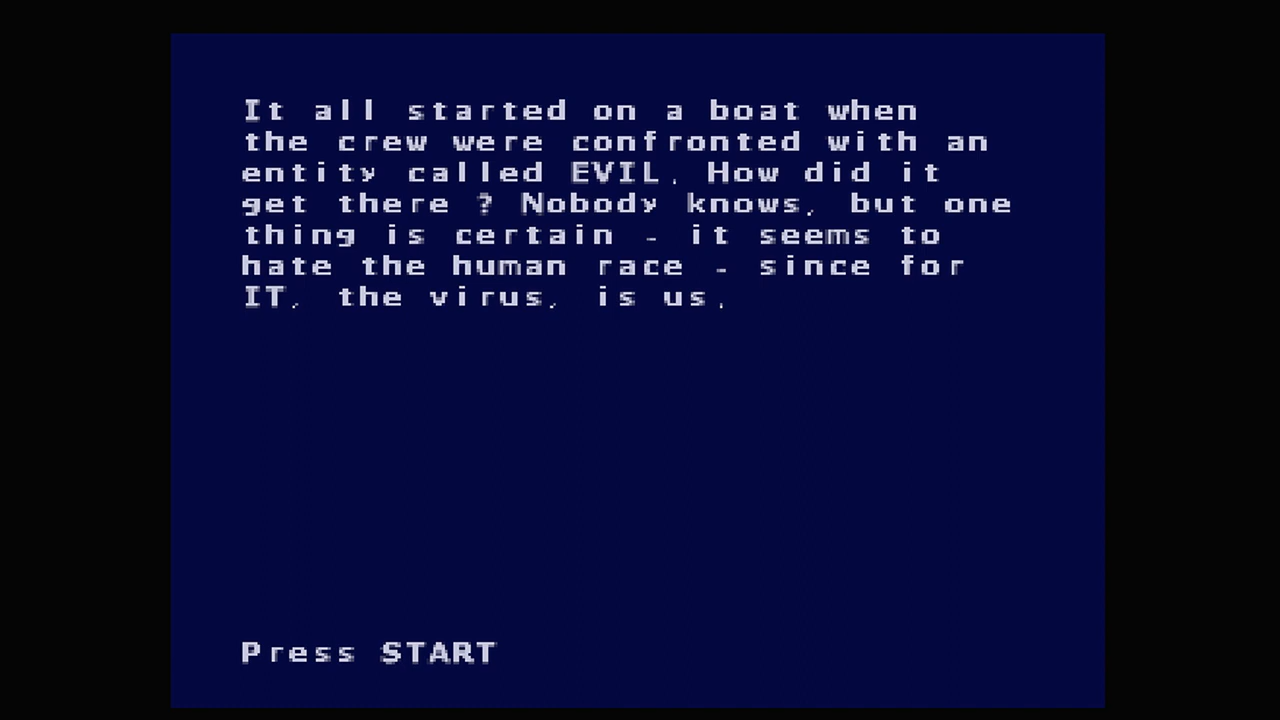 It all started on a boat when
the crew were confronted with an
entity called EVIL. How did it
get there ? Nobody knows, but one
thing is certain - it seems to
hate the human race - since for
IT, the virus, is us.
Press START